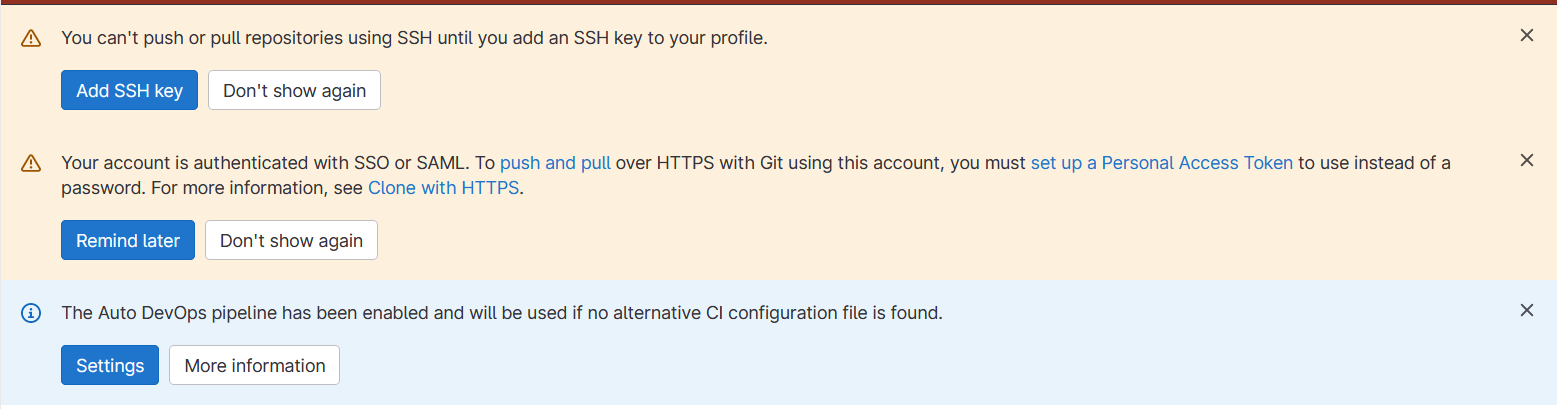 You can't push or pull repositories using SSH until you add an SSH key to your profile.
Add SSH key
Don't show again
Your account is authenticated with SSO or SAML. To push and pull over HTTPS with Git using this account, you must set up a Personal Access Token to use instead of a
password. For more information, see Clone with HTTPS.
Remind later
Don't show again
The Auto DevOps pipeline has been enabled and will be used if no alternative CI configuration file is found.
Settings
More information